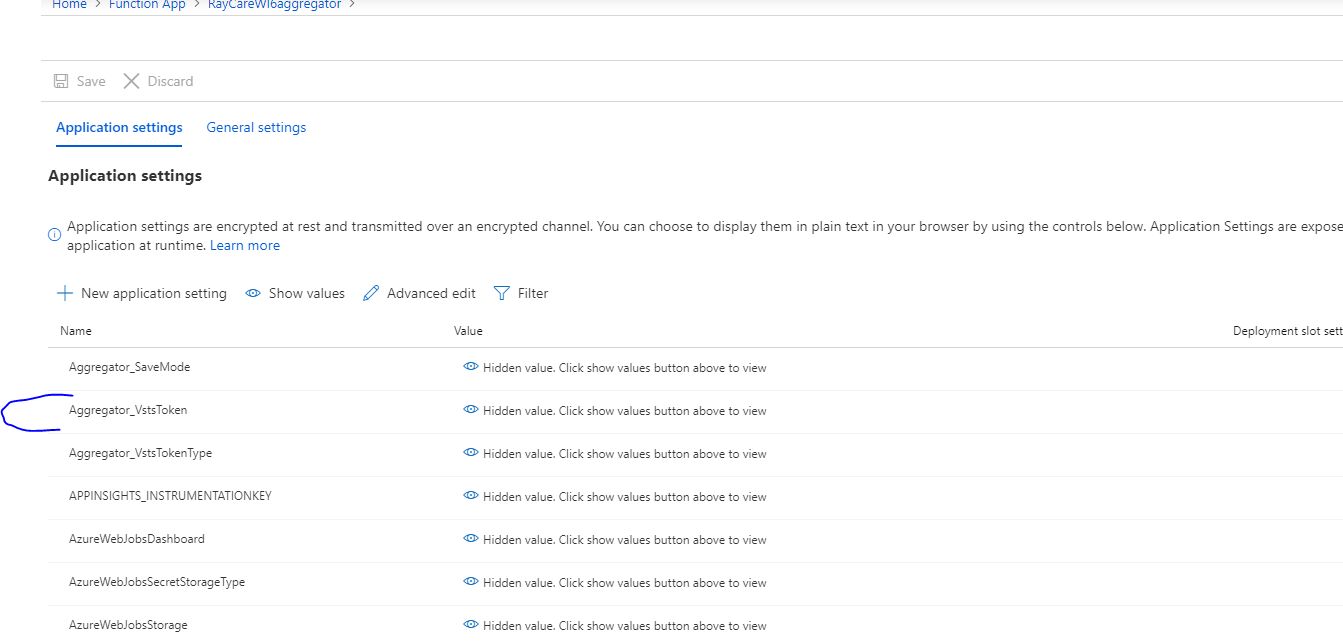 Home > Function App > RayCareWI6aggregator >
Save Discard
Application settings General settings
Application settings
Application settings are encrypted at rest and transmitted over an encrypted channel. You can choose to display them in plain text in your browser by using the controls below. Application Settings are expose
application at runtime. Learn more
New application setting Show values Advanced edit Filter
Name Value Deployment slot sett
Aggregator_SaveMode Hidden value. Click show values button above to view
Aggregator_VstsToken Hidden value. Click show values button above to view
Aggregator_VstsTokenType Hidden value. Click show values button above to view
APPINSIGHTS_INSTRUMENTATIONKEY Hidden value. Click show values button above to view
AzureWebJobsDashboard Hidden value. Click show values button above to view
AzureWebJobsSecretStorageType Hidden value. Click show values button above to view
AzureWebJobsStorage Hidden value. Click show values button above to view